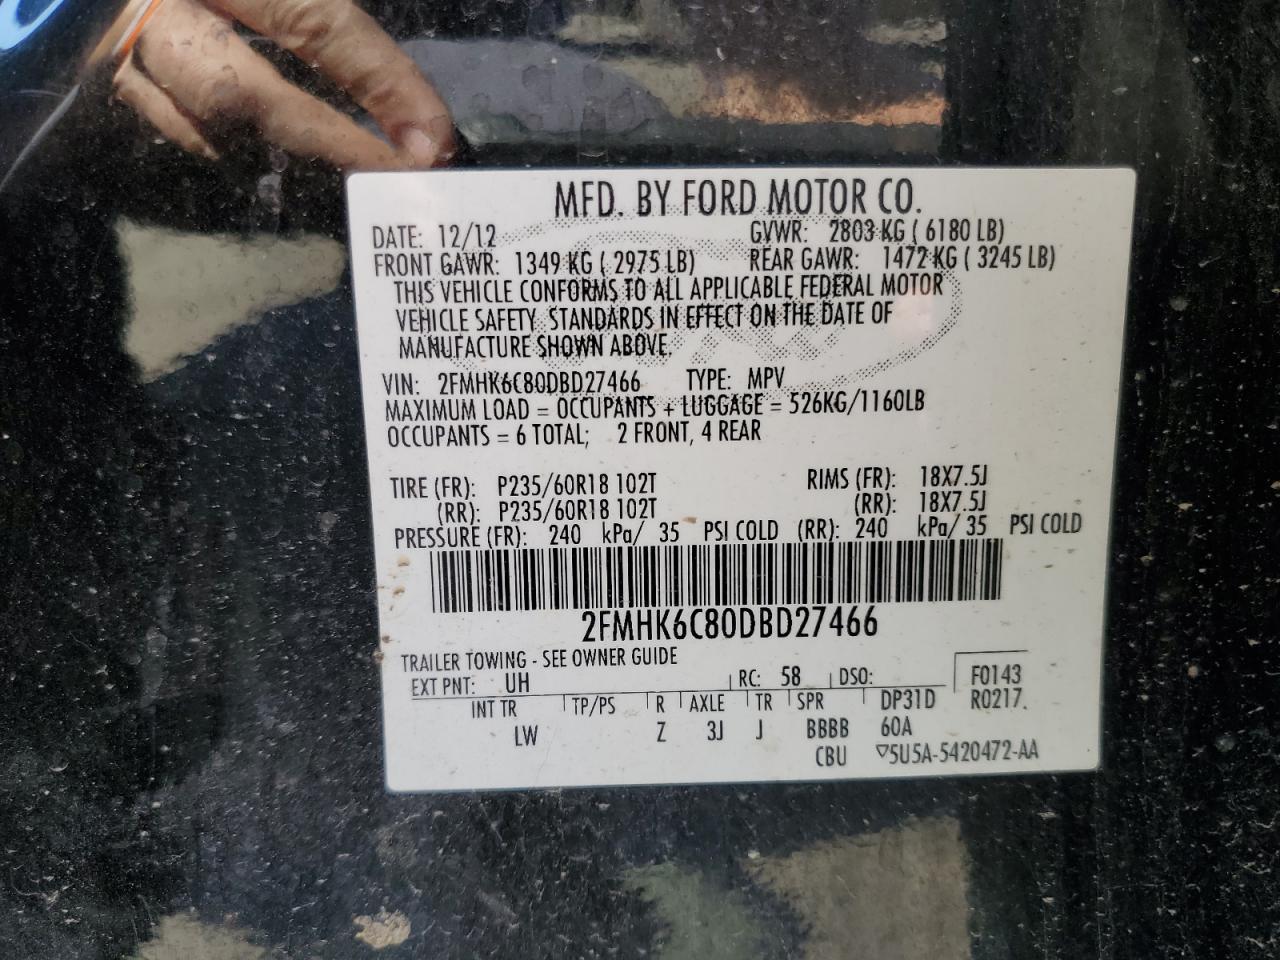 MFD. BY FORD MOTOR CO.
DATE: 12/12 GVWR: 2803 KG ( 6180 LB)
FRONT GAWR: 1349 KG ( 2975 LB) REAR GAWR: 1472 KG ( 3245 LB)
THIS VEHICLE CONFORMS TO ALL APPLICABLE FEDERAL MOTOR
VEHICLE SAFETY STANDARDS IN EFFECT ON THE DATE OF
MANUFACTURE SHOWN ABOVE.
VIN: 2FMHK6C80DBD27466 TYPE: MPV
MAXIMUM LOAD = OCCUPANTS + LUGGAGE = 526KG/1160LB
OCCUPANTS = 6 TOTAL; 2 FRONT, 4 REAR
TIRE (FR): P235/60R18 102T RIMS (FR): 18X7.5J
(RR): P235/60R18 102T (RR): 18X7.5J
PRESSURE (FR): 240 kPa/ 35 PSI COLD (RR): 240 kPa/ 35 PSI COLD
2FMHK6C80DBD27466
TRAILER TOWING - SEE OWNER GUIDE
EXT PNT: UH RC: 58 DSO: F0143
INT TR TP/PS R AXLE TR SPR DP31D R0217
LW Z 3J J BBBB 60A
CBU ▽5U5A-5420472-AA